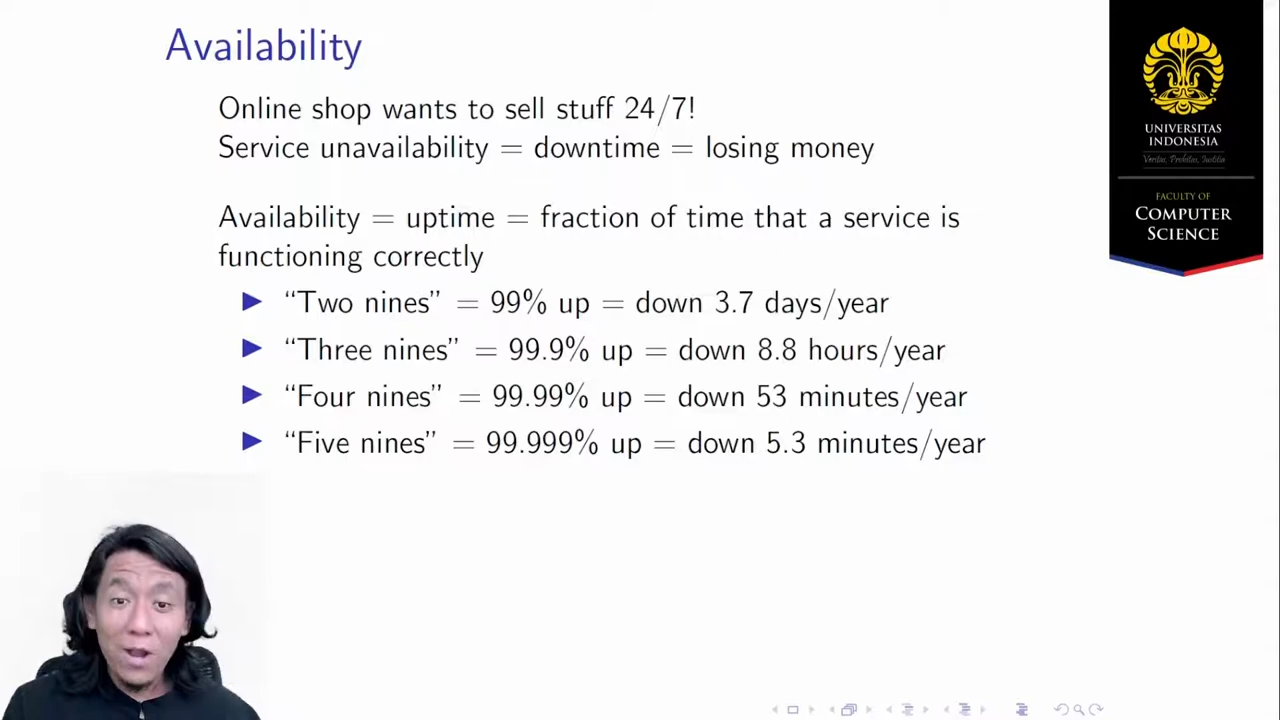 Availability
Online shop wants to sell stuff 24/7!
Service unavailability = downtime = losing money
Availability = uptime = fraction of time that a service is
functioning correctly
“Two nines” = 99% up = down 3.7 days/year
“Three nines” = 99.9% up = down 8.8 hours/year
“Four nines” = 99.99% up = down 53 minutes/year
“Five nines” = 99.999% up = down 5.3 minutes/year
UNIVERSITAS
INDONESIA
Veritas, Probitas, Iustitia
FACULTY OF
COMPUTER
SCIENCE